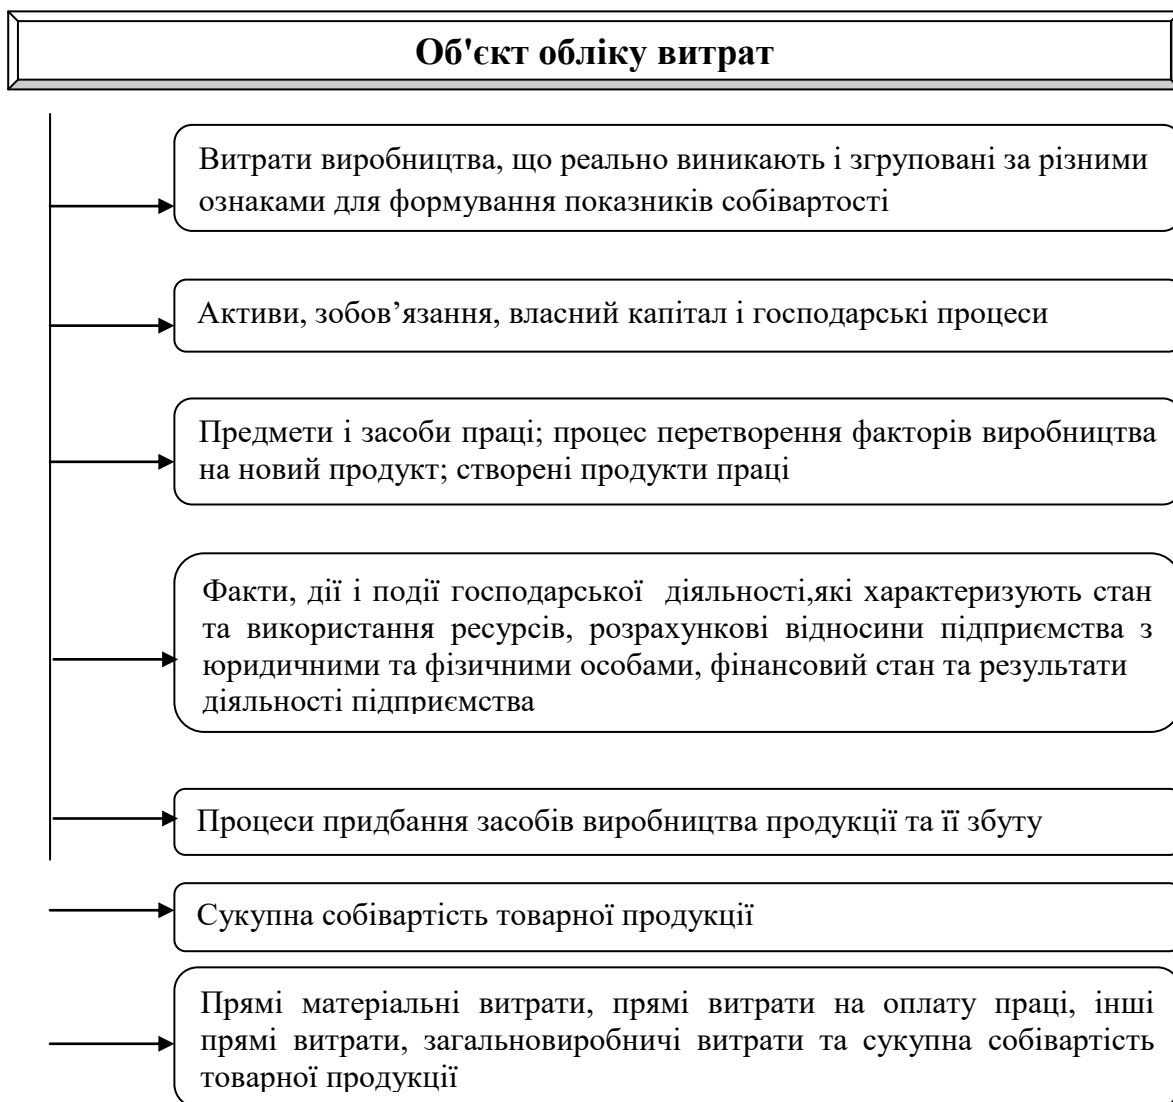 Об'єкт обліку витрат
Витрати виробництва, що реально виникають і згруповані за різними
ознаками для формування показників собівартості
Активи, зобов’язання, власний капітал і господарські процеси
Предмети і засоби праці; процес перетворення факторів виробництва
на новий продукт; створені продукти праці
Факти, дії і події господарської діяльності,які характеризують стан
та використання ресурсів, розрахункові відносини підприємства з
юридичними та фізичними особами, фінансовий стан та результати
діяльності підприємства
Процеси придбання засобів виробництва продукції та її збуту
Сукупна собівартість товарної продукції
Прямі матеріальні витрати, прямі витрати на оплату праці, інші
прямі витрати, загальновиробничі витрати та сукупна собівартість
товарної продукції